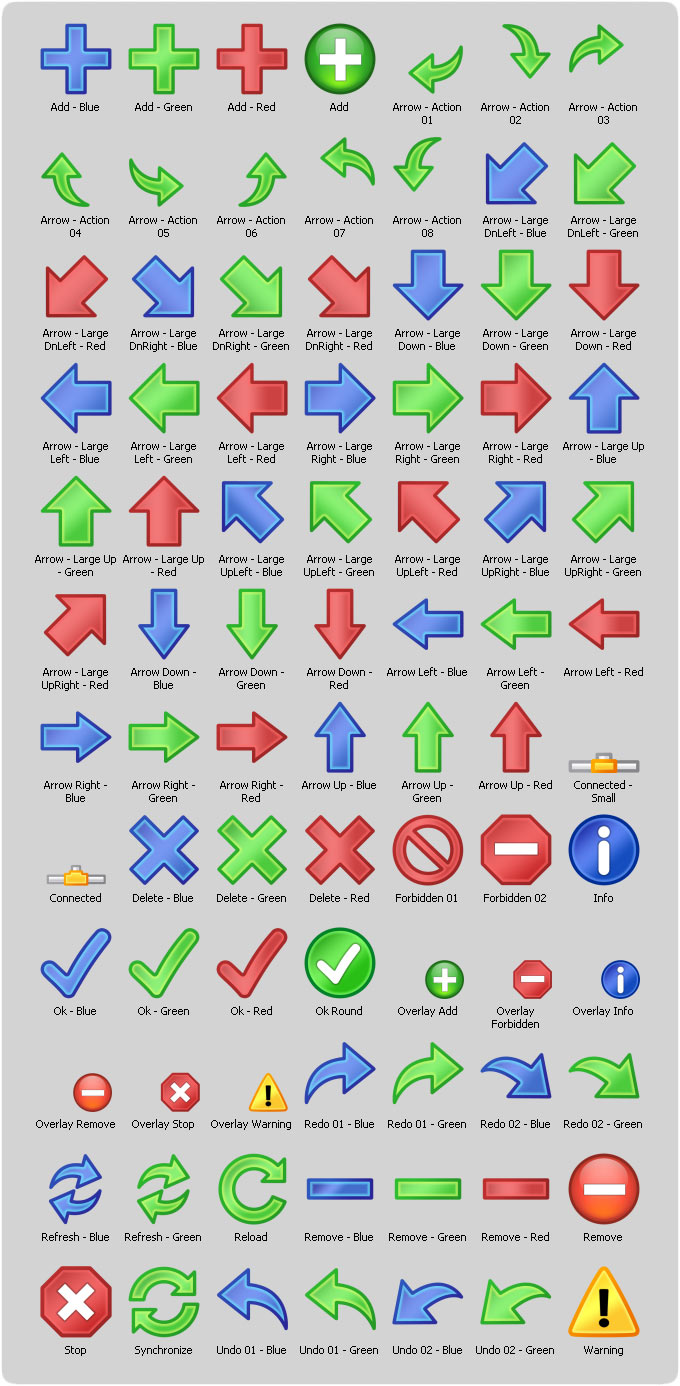 Add - Blue
Add - Green
Add - Red
Add
Arrow - Action
01
Arrow - Action
02
Arrow - Action
03
Arrow - Action
04
Arrow - Action
05
Arrow - Action
06
Arrow - Action
07
Arrow - Action
08
Arrow - Large
DnLeft - Blue
Arrow - Large
DnLeft - Green
Arrow - Large
DnLeft - Red
Arrow - Large
DnRight - Blue
Arrow - Large
DnRight - Green
Arrow - Large
DnRight - Red
Arrow - Large
Down - Blue
Arrow - Large
Down - Green
Arrow - Large
Down - Red
Arrow - Large
Left - Blue
Arrow - Large
Left - Green
Arrow - Large
Left - Red
Arrow - Large
Right - Blue
Arrow - Large
Right - Green
Arrow - Large
Right - Red
Arrow - Large Up
- Blue
Arrow - Large Up
- Green
Arrow - Large Up
- Red
Arrow - Large
UpLeft - Blue
Arrow - Large
UpLeft - Green
Arrow - Large
UpLeft - Red
Arrow - Large
UpRight - Blue
Arrow - Large
UpRight - Green
Arrow - Large
UpRight - Red
Arrow Down -
Blue
Arrow Down -
Green
Arrow Down -
Red
Arrow Left - Blue
Arrow Left -
Green
Arrow Left - Red
Arrow Right -
Blue
Arrow Right -
Green
Arrow Right -
Red
Arrow Up - Blue
Arrow Up -
Green
Arrow Up - Red
Connected -
Small
Connected
Delete - Blue
Delete - Green
Delete - Red
Forbidden 01
Forbidden 02
Info
Ok - Blue
Ok - Green
Ok - Red
Ok Round
Overlay Add
Overlay
Forbidden
Overlay Info
Overlay Remove
Overlay Stop
Overlay Warning
Redo 01 - Blue
Redo 01 - Green
Redo 02 - Blue
Redo 02 - Green
Refresh - Blue
Refresh - Green
Reload
Remove - Blue
Remove - Green
Remove - Red
Remove
Stop
Synchronize
Undo 01 - Blue
Undo 01 - Green
Undo 02 - Blue
Undo 02 - Green
Warning